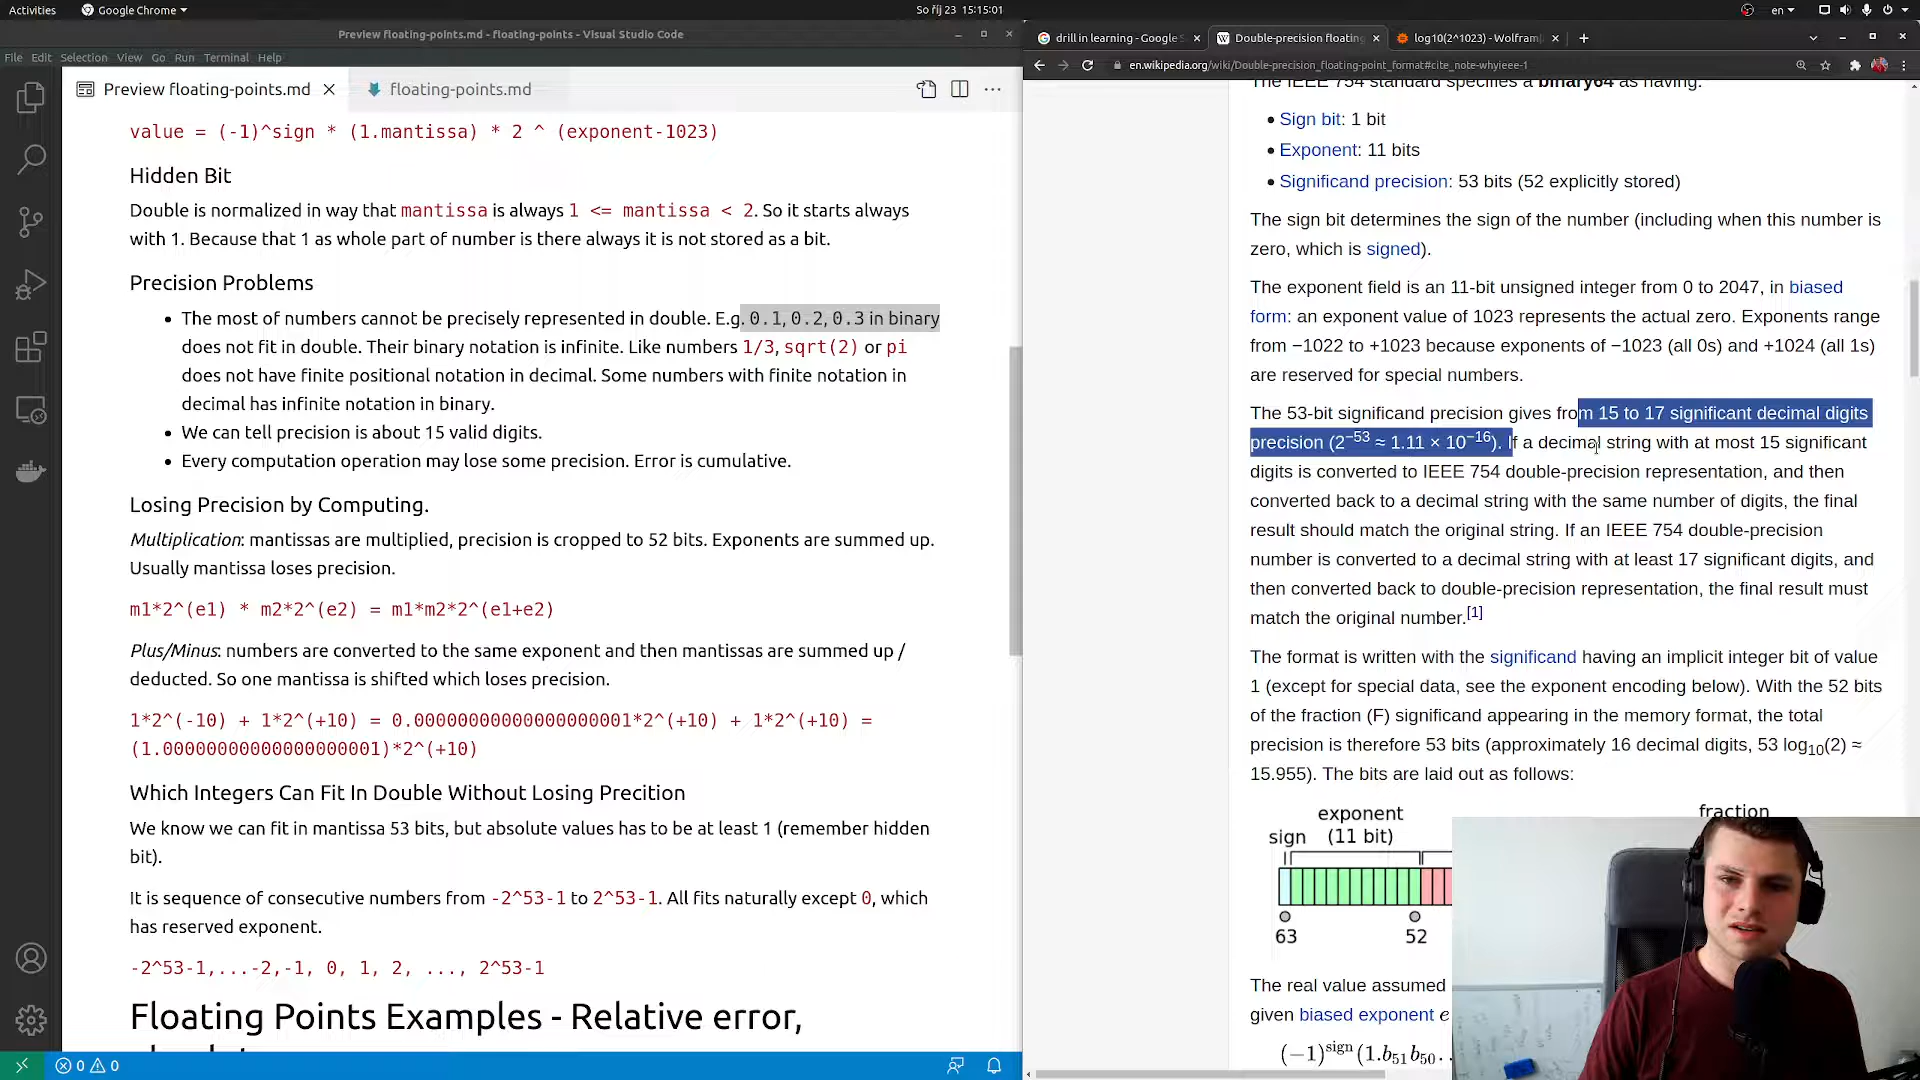 Activities
Google Chrome
So říj 23 15:15:01
en
Preview floating-points.md - floating-points - Visual Studio Code
File Edit Selection View Go Run Terminal Help
Preview floating-points.md
floating-points.md
value = (-1)^sign * (1.mantissa) * 2 ^ (exponent-1023)
Hidden Bit
Double is normalized in way that mantissa is always 1 <= mantissa < 2. So it starts always
with 1. Because that 1 as whole part of number is there always it is not stored as a bit.
Precision Problems
• The most of numbers cannot be precisely represented in double. E.g. 0.1, 0.2, 0.3 in binary
does not fit in double. Their binary notation is infinite. Like numbers 1/3, sqrt(2) or pi
does not have finite positional notation in decimal. Some numbers with finite notation in
decimal has infinite notation in binary.
• We can tell precision is about 15 valid digits.
• Every computation operation may lose some precision. Error is cumulative.
Losing Precision by Computing.
Multiplication: mantissas are multiplied, precision is cropped to 52 bits. Exponents are summed up.
Usually mantissa loses precision.
m1*2^(e1) * m2*2^(e2) = m1*m2*2^(e1+e2)
Plus/Minus: numbers are converted to the same exponent and then mantissas are summed up /
deducted. So one mantissa is shifted which loses precision.
1*2^(-10) + 1*2^(+10) = 0.00000000000000000001*2^(+10) + 1*2^(+10) =
(1.00000000000000000001)*2^(+10)
Which Integers Can Fit In Double Without Losing Precition
We know we can fit in mantissa 53 bits, but absolute values has to be at least 1 (remember hidden
bit).
It is sequence of consecutive numbers from -2^53-1 to 2^53-1. All fits naturally except 0, which
has reserved exponent.
-2^53-1,...-2,-1, 0, 1, 2, ..., 2^53-1
Floating Points Examples - Relative error,
0 0
drill in learning - Google S
Double-precision floating
log10(2^1023) - Wolfram|
en.wikipedia.org/wiki/Double-precision_floating-point_format#cite_note-whyieee-1
The IEEE 754 standard specifies a binary64 as having:
• Sign bit: 1 bit
• Exponent: 11 bits
• Significand precision: 53 bits (52 explicitly stored)
The sign bit determines the sign of the number (including when this number is
zero, which is signed).
The exponent field is an 11-bit unsigned integer from 0 to 2047, in biased
form: an exponent value of 1023 represents the actual zero. Exponents range
from −1022 to +1023 because exponents of −1023 (all 0s) and +1024 (all 1s)
are reserved for special numbers.
The 53-bit significand precision gives from 15 to 17 significant decimal digits
precision (2−53 ≈ 1.11 × 10−16). If a decimal string with at most 15 significant
digits is converted to IEEE 754 double-precision representation, and then
converted back to a decimal string with the same number of digits, the final
result should match the original string. If an IEEE 754 double-precision
number is converted to a decimal string with at least 17 significant digits, and
then converted back to double-precision representation, the final result must
match the original number.[1]
The format is written with the significand having an implicit integer bit of value
1 (except for special data, see the exponent encoding below). With the 52 bits
of the fraction (F) significand appearing in the memory format, the total
precision is therefore 53 bits (approximately 16 decimal digits, 53 log10(2) ≈
15.955). The bits are laid out as follows:
exponent
fraction
sign (11 bit)
63 52
The real value assumed
given biased exponent e
(−1)sign(1.b51b50...